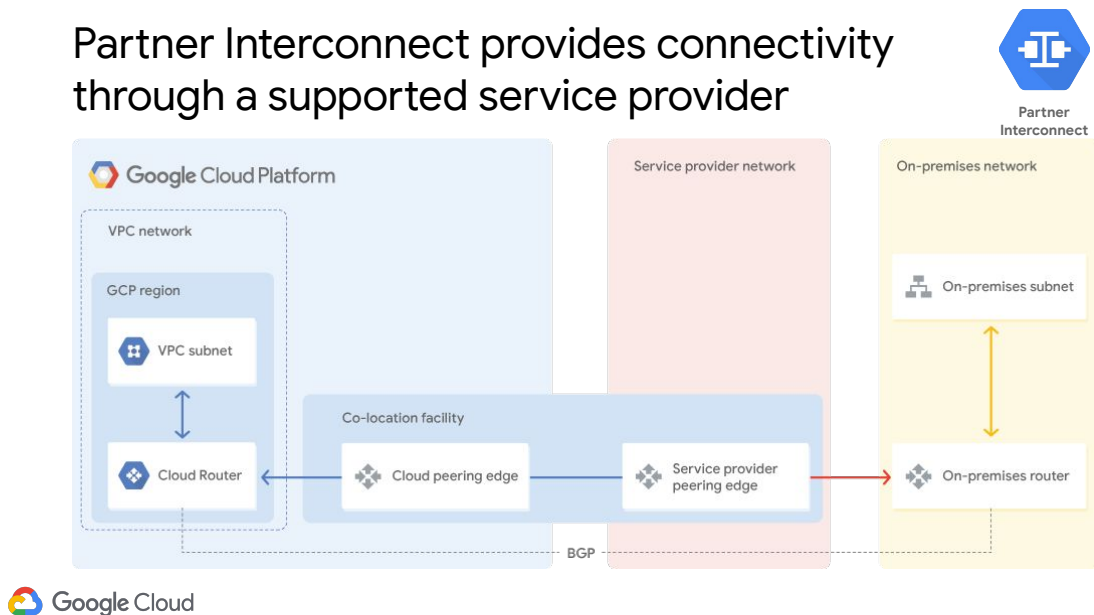 Partner Interconnect provides connectivity
through a supported service provider
Partner
Interconnect
Google Cloud Platform
Service provider network
On-premises network
VPC network
GCP region
On-premises subnet
VPC subnet
Co-location facility
Cloud Router
Cloud peering edge
Service provider
peering edge
On-premises router
BGP
Google Cloud